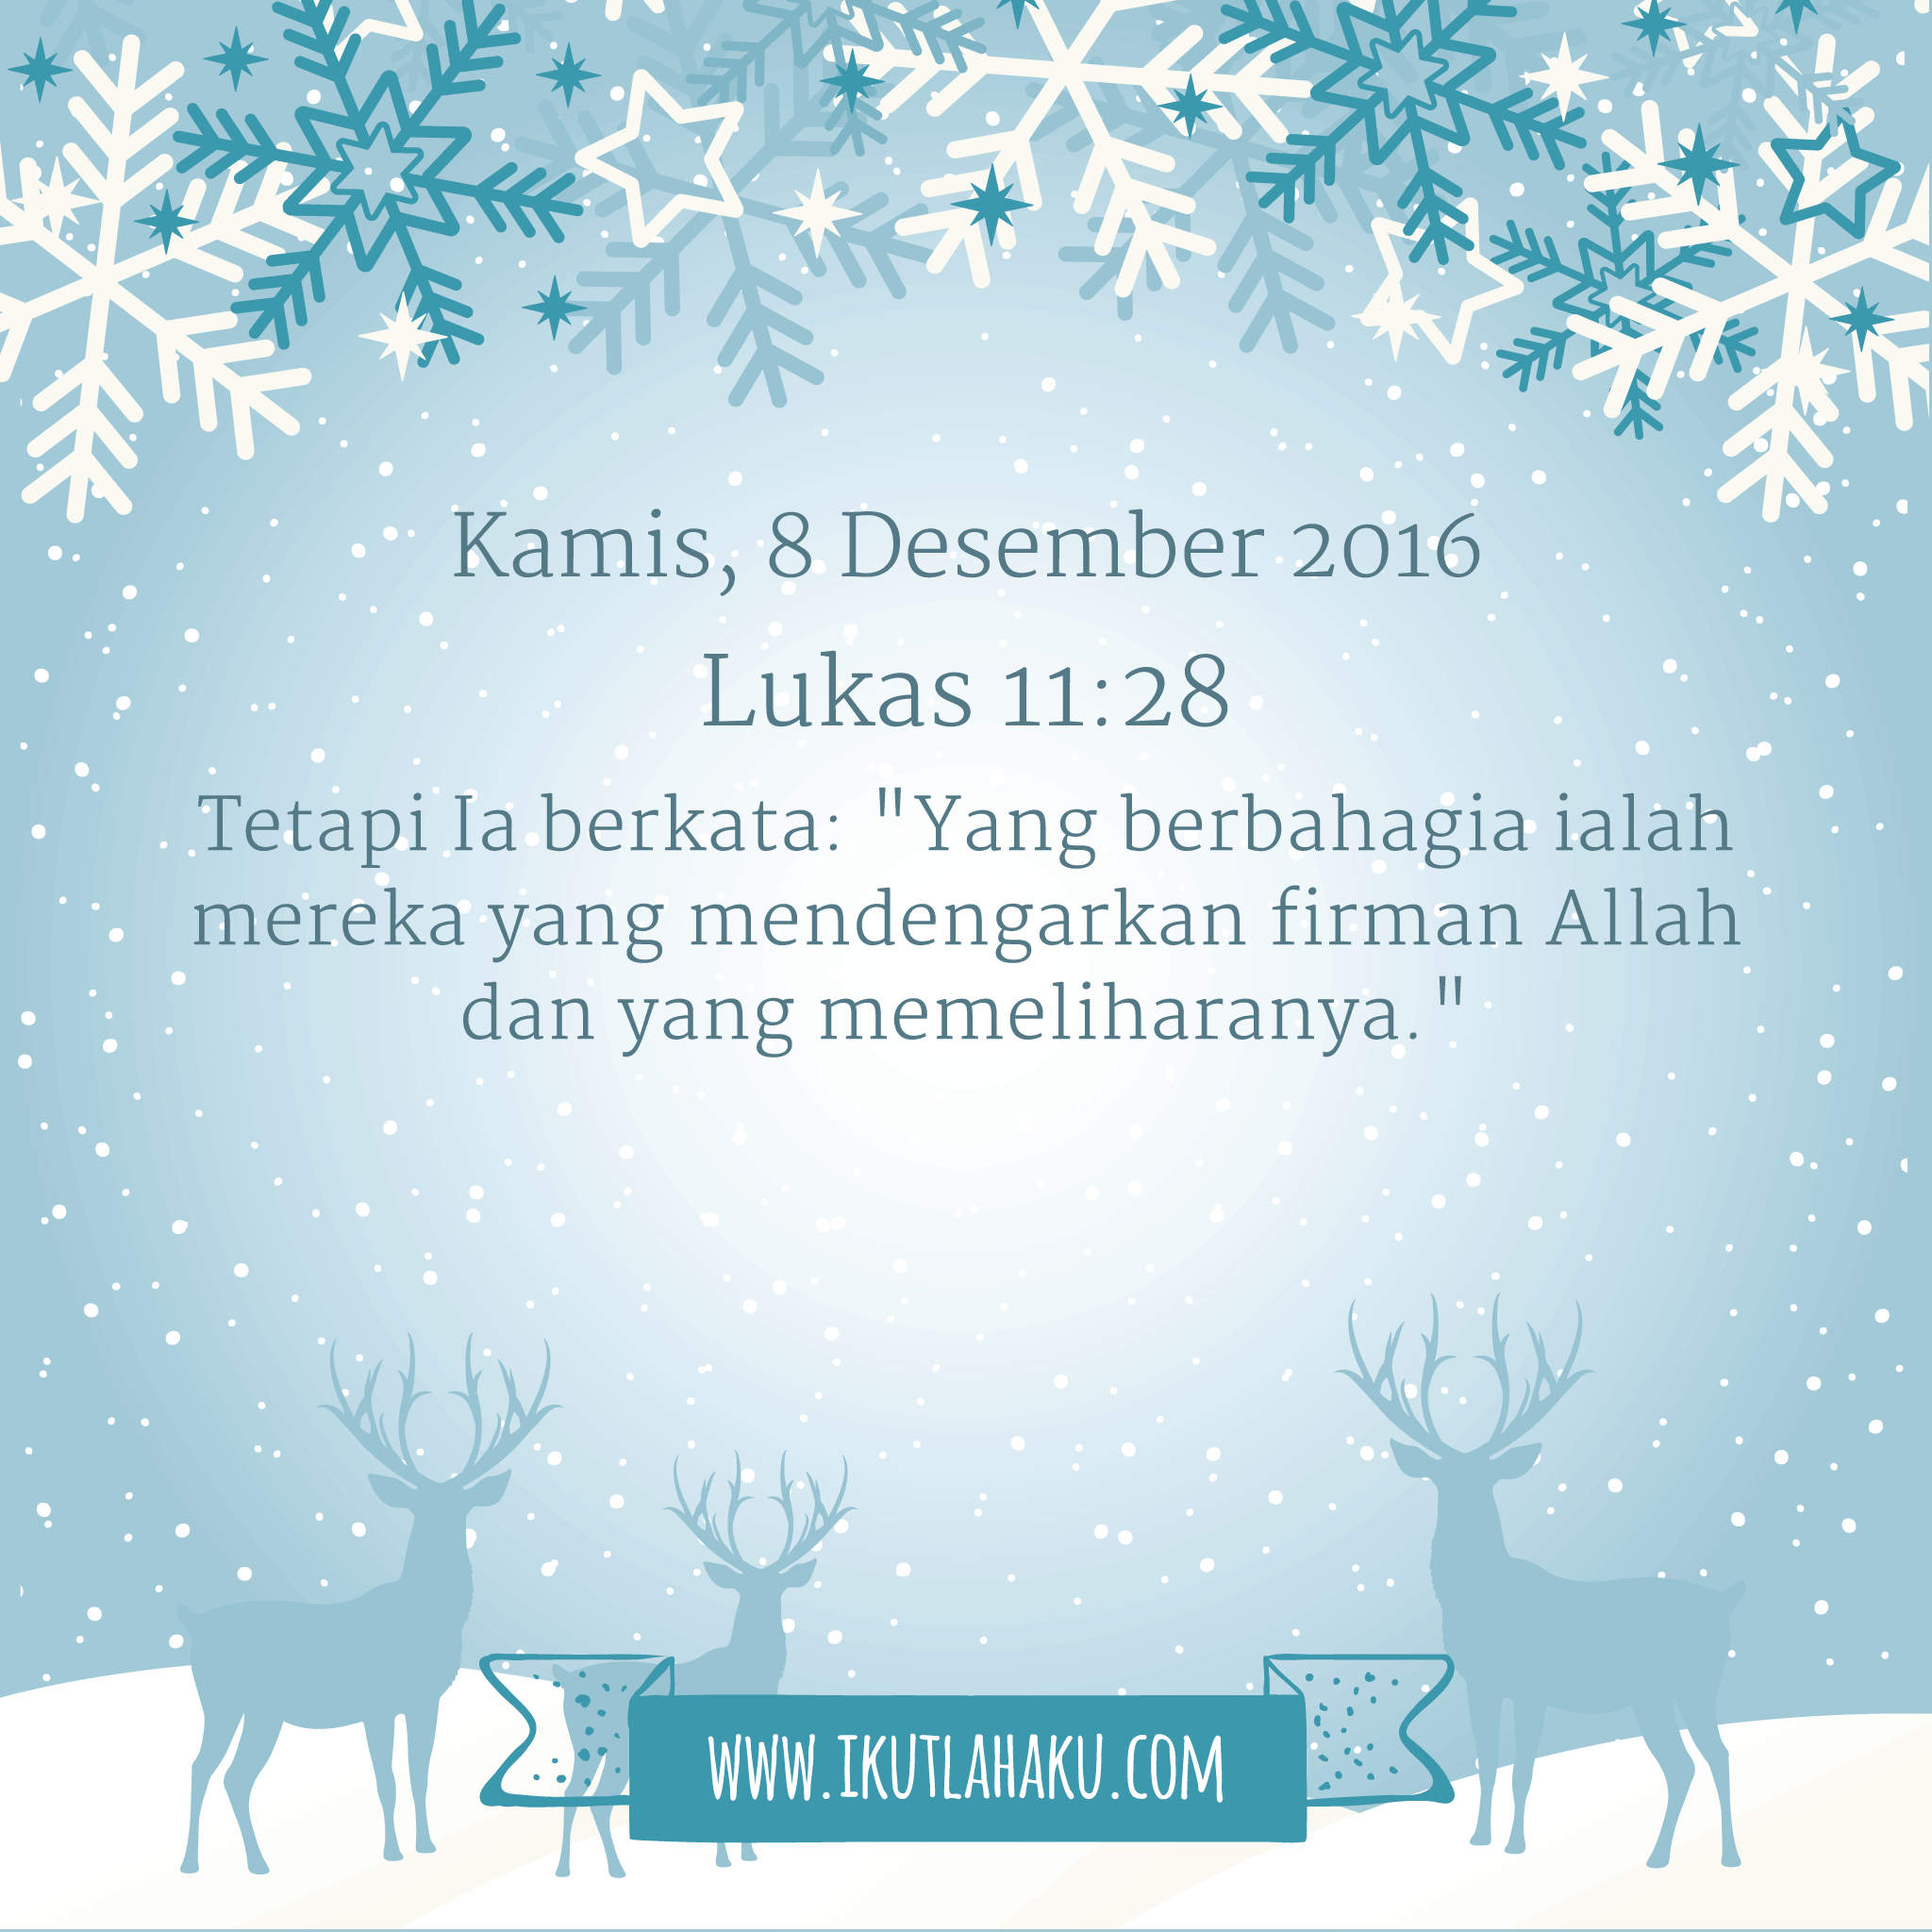 Kamis, 8 Desember 2016
Lukas 11:28
Tetapi Ia berkata: "Yang berbahagia ialah
mereka yang mendengarkan firman Allah
dan yang memeliharanya."
WWW.IKUTLAHAKU.COM